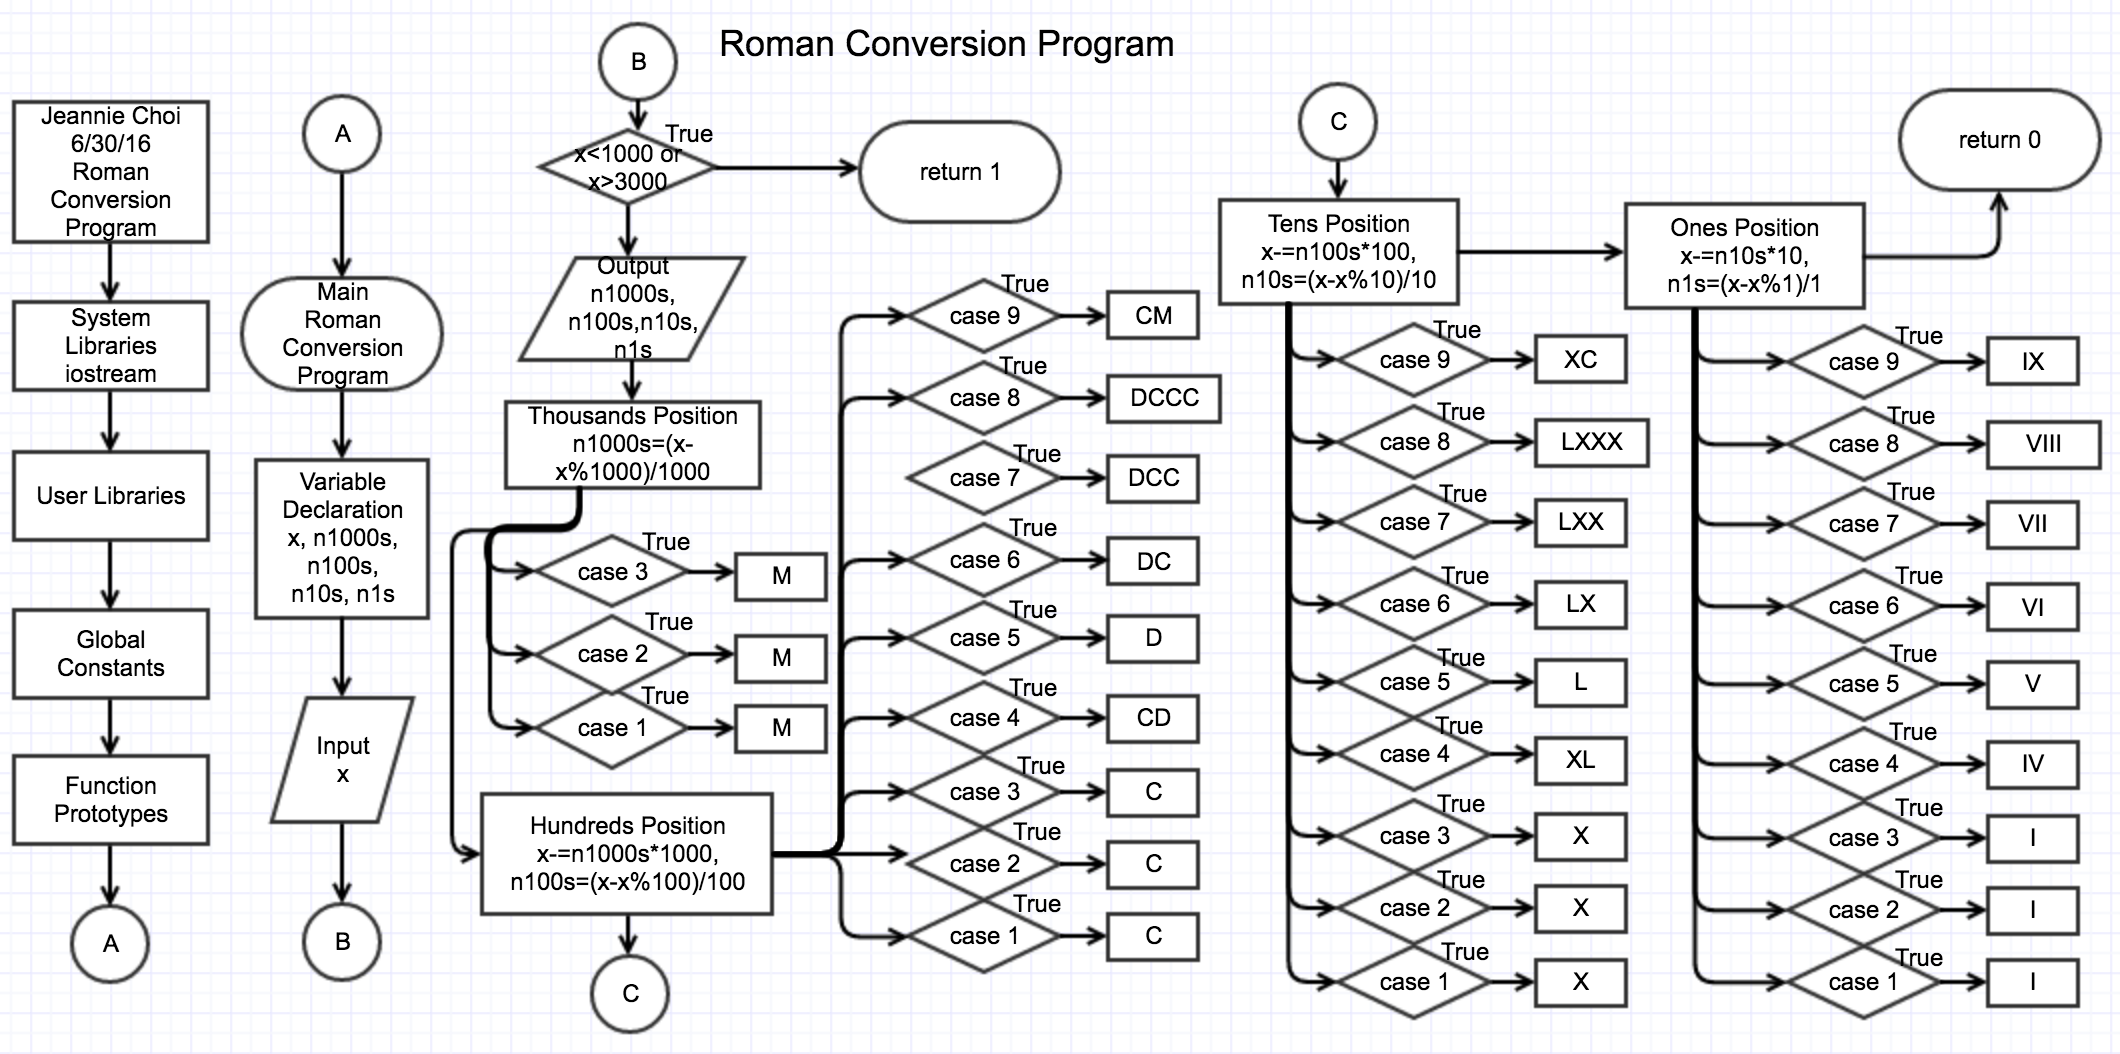 Roman Conversion Program
Jeannie Choi
6/30/16
Roman
Conversion
Program
System
Libraries
iostream
User Libraries
Global
Constants
Function
Prototypes
A
A
Main
Roman
Conversion
Program
Variable
Declaration
x, n1000s,
n100s,
n10s, n1s
Input
x
B
B
True
x<1000 or
x>3000
return 1
Output
n1000s,
n100s,n10s,
n1s
Thousands Position
n1000s=(x-
x%1000)/1000
True
case 3
M
True
case 2
M
True
case 1
M
Hundreds Position
x-=n1000s*1000,
n100s=(x-x%100)/100
C
True
case 9
CM
True
case 8
DCCC
True
case 7
DCC
True
case 6
DC
True
case 5
D
True
case 4
CD
True
case 3
C
True
case 2
C
True
case 1
C
C
Tens Position
x-=n100s*100,
n10s=(x-x%10)/10
True
case 9
XC
True
case 8
LXXX
True
case 7
LXX
True
case 6
LX
True
case 5
L
True
case 4
XL
True
case 3
X
True
case 2
X
True
case 1
X
Ones Position
x-=n10s*10,
n1s=(x-x%1)/1
return 0
True
case 9
IX
True
case 8
VIII
True
case 7
VII
True
case 6
VI
True
case 5
V
True
case 4
IV
True
case 3
I
True
case 2
I
True
case 1
I